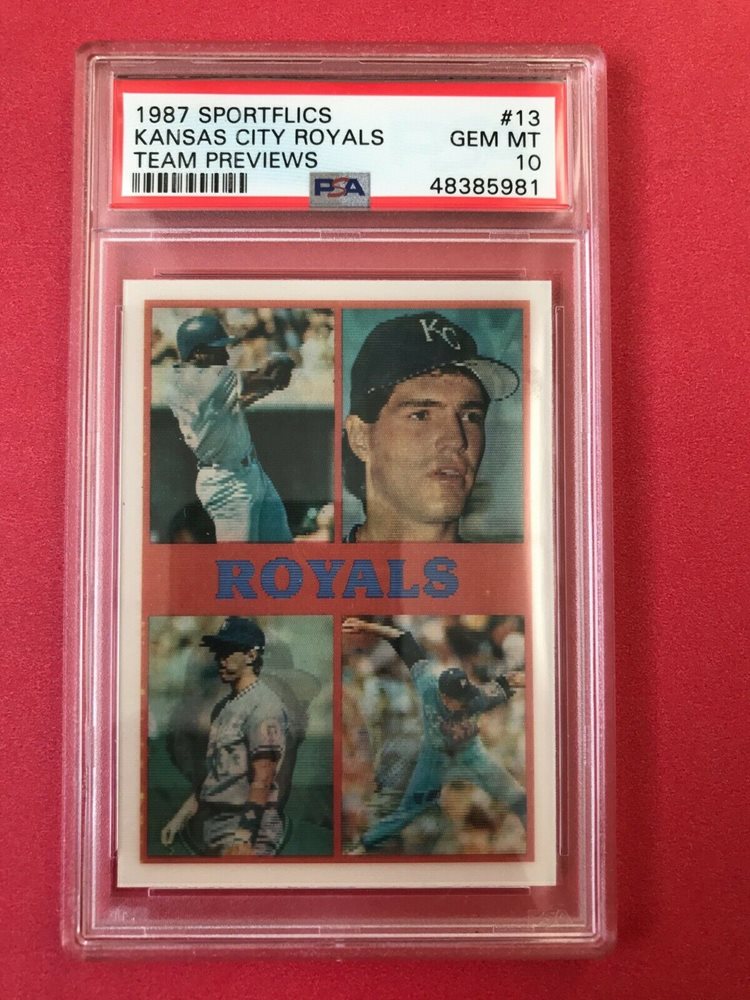 1987 SPORTFLICS #13
KANSAS CITY ROYALS GEM MT
TEAM PREVIEWS 10
PSA 48385981
KC
ROYALS